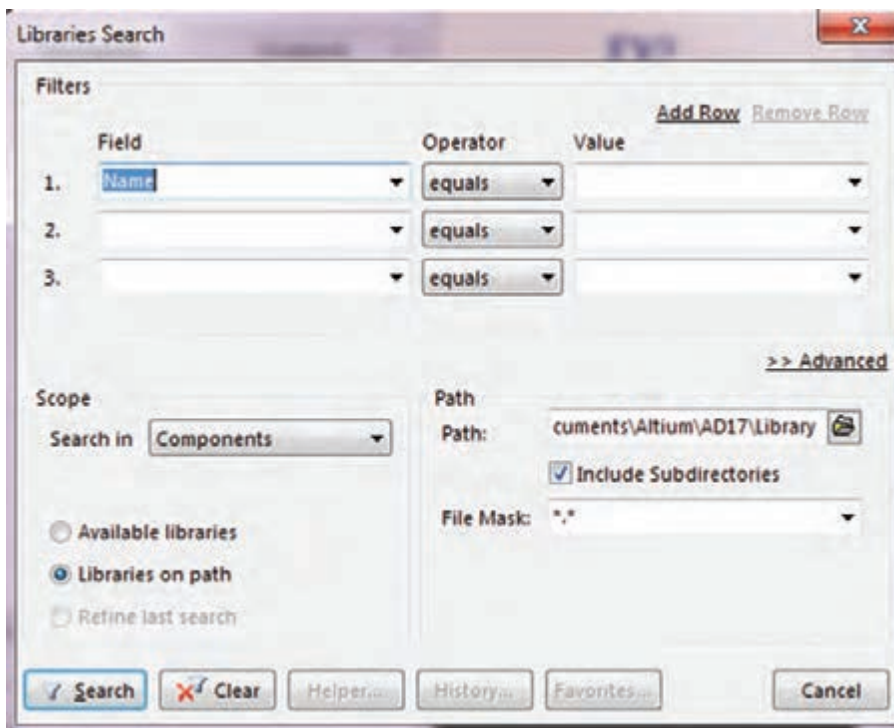 Libraries Search
Filters
Add Row Remove Row
Field Operator Value
1. Name equals
2. equals
3. equals
>> Advanced
Scope
Search in Components
Available libraries
Libraries on path
Refine last search
Path
Path: cuments\Altium\AD17\Library
Include Subdirectories
File Mask: *.*
Search Clear Helper... History... Favorites... Cancel